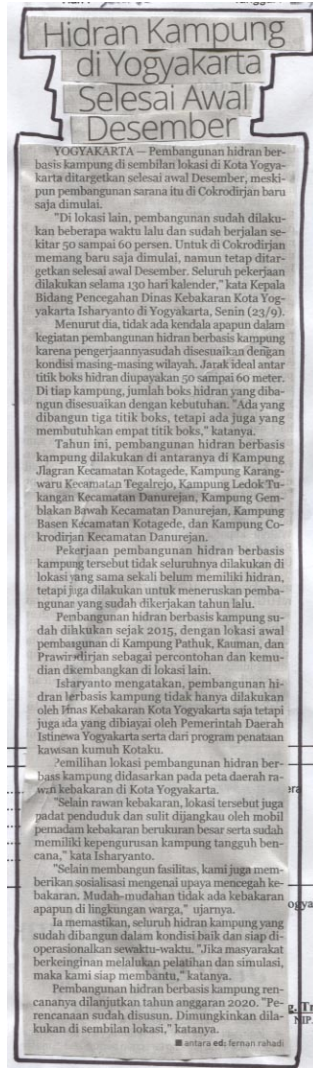 Hidran Kampung
di Yogyakarta
Selesai Awal
Desember
YOGYAKARTA — Pembangunan hidran ber-
basis kampung di sembilan lokasi di Kota Yogya-
karta ditargetkan selesai awal Desember, meski-
pun pembangunan sarana itu di Cokrodirjan baru
saja dimulai.
"Di lokasi lain, pembangunan sudah dilaku-
kan beberapa waktu lalu dan sudah berjalan se-
kitar 50 sampai 60 persen. Untuk di Cokrodirjan
memang baru saja dimulai, namun tetap ditar-
getkan selesai awal Desember. Seluruh pekerjaan
dilakukan selama 130 hari kalender," kata Kepala
Bidang Pencegahan Dinas Kebakaran Kota Yog-
yakarta Isharyanto di Yogyakarta, Senin (23/9).
Menurut dia, tidak ada kendala apapun dalam
kegiatan pembangunan hidran berbasis kampung
karena pengerjaannyasudah disesuaikan dengan
kondisi masing-masing wilayah. Jarak ideal antar
titik boks hidran diupayakan 50 sampai 60 meter.
Di tiap kampung, jumlah boks hidran yang diba-
ngun disesuaikan dengan kebutuhan. "Ada yang
dibangun tiga titik boks, tetapi ada juga yang
membutuhkan empat titik boks," katanya.
Tahun ini, pembangunan hidran berbasis
kampung dilakukan di antaranya di Kampung
Jlagran Kecamatan Kotagede, Kampung Karang-
waru Kecamatan Tegalrejo, Kampung Ledok Tu-
kangan Kecamatan Danurejan, Kampung Gem-
blakan Bawah Kecamatan Danurejan, Kampung
Basen Kecamatan Kotagede, dan Kampung Co-
krodirjan Kecamatan Danurejan.
Pekerjaan pembangunan hidran berbasis
kampung tersebut tidak seluruhnya dilakukan di
lokasi yang sama sekali belum memiliki hidran,
tetapi juga dilakukan untuk meneruskan pemba-
ngunan yang sudah dikerjakan tahun lalu.
Pembangunan hidran berbasis kampung su-
dah dilakukan sejak 2015, dengan lokasi awal
pembangunan di Kampung Pathuk, Kauman, dan
Prawirodirjan sebagai percontohan dan kemu-
dian dikembangkan di lokasi lain.
Isharyanto mengatakan, pembangunan hi-
dran berbasis kampung tidak hanya dilakukan
oleh Dinas Kebakaran Kota Yogyakarta saja tetapi
juga ada yang dibiayai oleh Pemerintah Daerah
Istimewa Yogyakarta serta dari program penataan
kawasan kumuh Kotaku.
Pemilihan lokasi pembangunan hidran ber-
basis kampung didasarkan pada peta daerah ra-
wan kebakaran di Kota Yogyakarta.
"Selain rawan kebakaran, lokasi tersebut juga
padat penduduk dan sulit dijangkau oleh mobil
pemadam kebakaran berukuran besar serta sudah
memiliki kepengurusan kampung tangguh ben-
cana," kata Isharyanto.
"Selain membangun fasilitas, kami juga mem-
berikan sosialisasi mengenai upaya mencegah ke-
bakaran. Mudah-mudahan tidak ada kebakaran
apapun di lingkungan warga," ujarnya.
Ia memastikan, seluruh hidran kampung yang
sudah dibangun dalam kondisi baik dan siap di-
operasionalkan sewaktu-waktu. "Jika masyarakat
berkeinginan melalukan pelatihan dan simulasi,
maka kami siap membantu," katanya.
Pembangunan hidran berbasis kampung ren-
cananya dilanjutkan tahun anggaran 2020. "Pe-
rencanaan sudah disusun. Dimungkinkan dila-
kukan di sembilan lokasi," katanya.
■ antara ed: fernan rahadi